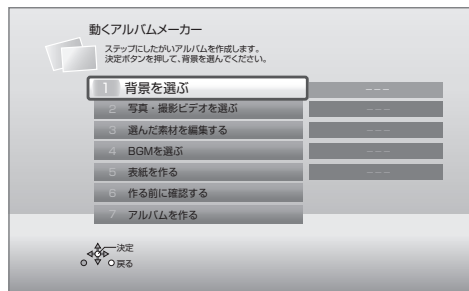 動くアルバムメーカー
ステップにしたがいアルバムを作成します。
決定ボタンを押して、背景を選んでください。
1 背景を選ぶ ---
2 写真・撮影ビデオを選ぶ ---
3 選んだ素材を編集する ---
4 BGMを選ぶ ---
5 表紙を作る ---
6 作る前に確認する
7 アルバムを作る
決定
戻る